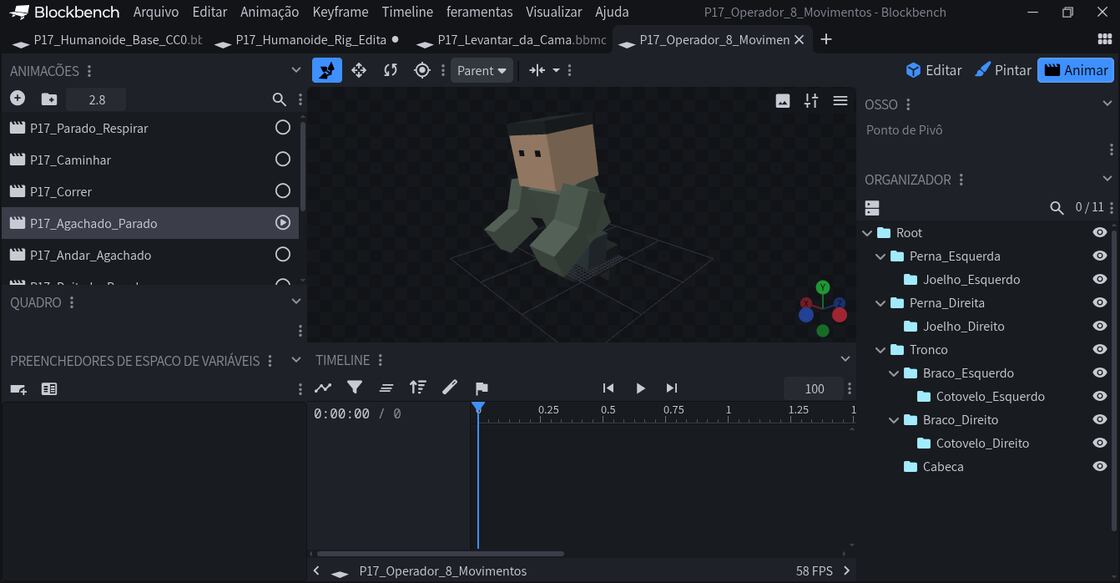 Blockbench Arquivo Editar Animação Keyframe Timeline feramentas Visualizar Ajuda P17_Operador_8_Movimentos - Blockbench
P17_Humanoide_Base_CC0.bb P17_Humanoide_Rig_Edita P17_Levantar_da_Cama.bbmo P17_Operador_8_Movimen
ANIMACÕES
Parent
Editar Pintar Animar
2.8
P17_Parado_Respirar
P17_Caminhar
P17_Correr
P17_Agachado_Parado
P17_Andar_Agachado
QUADRO
PREENCHEDORES DE ESPACO DE VARIÁVEIS
Y
X
Z
OSSO
Ponto de Pivô
ORGANIZADOR
0 / 11
Root
Perna_Esquerda
Joelho_Esquerdo
Perna_Direita
Joelho_Direito
Tronco
Braco_Esquerdo
Cotovelo_Esquerdo
Braco_Direito
Cotovelo_Direito
Cabeca
TIMELINE
100
0:00:00 / 0
0 0.25 0.5 0.75 1 1.25 1
P17_Operador_8_Movimentos 58 FPS